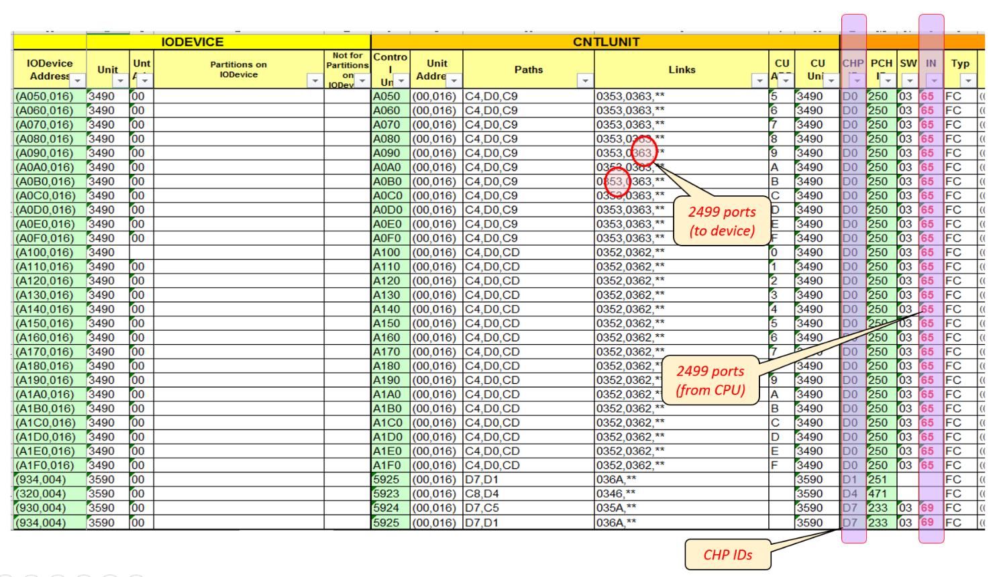 IODEVICE CNTLUNIT
IODevice Address Unit Unt Partitions on IODevice Not for Partitions on Contro l Unit Addre Paths Links CU CU Uni CHP PCH SW IN Typ
(A050,016) 3490 00 A050 (00,016) C4,D0,C9 0353,0363,** 5 3490 D0 250 03 65 FC
(A060,016) 3490 00 A060 (00,016) C4,D0,C9 0353,0363,** 6 3490 D0 250 03 65 FC
(A070,016) 3490 00 A070 (00,016) C4,D0,C9 0353,0363,** 7 3490 D0 250 03 65 FC
(A080,016) 3490 00 A080 (00,016) C4,D0,C9 0353,0363,** 8 3490 D0 250 03 65 FC
(A090,016) 3490 00 A090 (00,016) C4,D0,C9 0353,0363,** 9 3490 D0 250 03 65 FC
(A0A0,016) 3490 00 A0A0 (00,016) C4,D0,C9 0353,0363,** A 3490 D0 250 03 65 FC
(A0B0,016) 3490 00 A0B0 (00,016) C4,D0,C9 0353,0363,** B 3490 D0 250 03 65 FC
(A0C0,016) 3490 00 A0C0 (00,016) C4,D0,C9 0353,0363,** C 3490 D0 250 03 65 FC
(A0D0,016) 3490 00 A0D0 (00,016) C4,D0,C9 0353,0363,** D 3490 D0 250 03 65 FC
(A0E0,016) 3490 00 A0E0 (00,016) C4,D0,C9 0353,0363,** E 3490 D0 250 03 65 FC
(A0F0,016) 3490 00 A0F0 (00,016) C4,D0,C9 0353,0363,** F 3490 D0 250 03 65 FC
2499 ports
(to device)
(A100,016) 3490 A100 (00,016) C4,D0,CD 0352,0362,** 0 3490 D0 250 03 65 FC
(A110,016) 3490 00 A110 (00,016) C4,D0,CD 0352,0362,** 1 3490 D0 250 03 65 FC
(A120,016) 3490 00 A120 (00,016) C4,D0,CD 0352,0362,** 2 3490 D0 250 03 65 FC
(A130,016) 3490 00 A130 (00,016) C4,D0,CD 0352,0362,** 3 3490 D0 250 03 65 FC
(A140,016) 3490 00 A140 (00,016) C4,D0,CD 0352,0362,** 4 3490 D0 250 03 65 FC
(A150,016) 3490 00 A150 (00,016) C4,D0,CD 0352,0362,** 5 3490 D0 250 03 65 FC
(A160,016) 3490 00 A160 (00,016) C4,D0,CD 0352,0362,** 6 3490 250 03 65 FC
(A170,016) 3490 00 A170 (00,016) C4,D0,CD 0352,0362,** 7 D0 250 03 65 FC
(A180,016) 3490 00 A180 (00,016) C4,D0,CD 0352,0362,** 3490 D0 250 03 65 FC
(A190,016) 3490 00 A190 (00,016) C4,D0,CD 0352,0362,** 9 3490 D0 250 03 65 FC
(A1A0,016) 3490 00 A1A0 (00,016) C4,D0,CD 0352,0362,** A 3490 D0 250 03 65 FC
(A1B0,016) 3490 00 A1B0 (00,016) C4,D0,CD 0352,0362,** B 3490 D0 250 03 65 FC
2499 ports
(from CPU)
(A1C0,016) 3490 00 A1C0 (00,016) C4,D0,CD 0352,0362,** C 3490 D0 250 03 65 FC
(A1D0,016) 3490 00 A1D0 (00,016) C4,D0,CD 0352,0362,** D 3490 D0 250 03 65 FC
(A1E0,016) 3490 00 A1E0 (00,016) C4,D0,CD 0352,0362,** E 3490 D0 250 03 65 FC
(A1F0,016) 3490 00 A1F0 (00,016) C4,D0,CD 0352,0362,** F 3490 D0 250 03 65 FC
(934,004) 3590 00 5925 (00,016) D7,D1 036A,** 3590 D1 251 FC
(320,004) 3590 00 5923 (00,016) C8,D4 0346,** 3590 D4 471 FC
(930,004) 3590 00 5924 (00,016) D7,C5 035A,** 3590 D7 233 03 69 FC
(934,004) 3590 00 5925 (00,016) D7,D1 036A,** 3590 D7 233 03 69 FC
CHP IDs